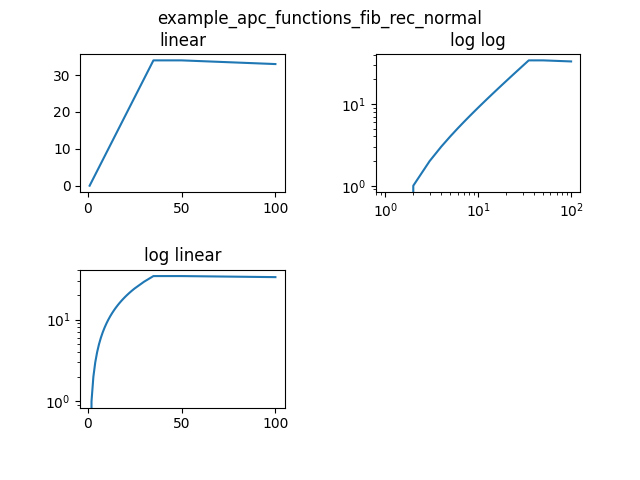 example_apc_functions_fib_rec_normal
linear
30
20
10
0
0 50 100
log log
10¹
10⁰
10⁰ 10¹ 10²
log linear
10¹
10⁰
0 50 100